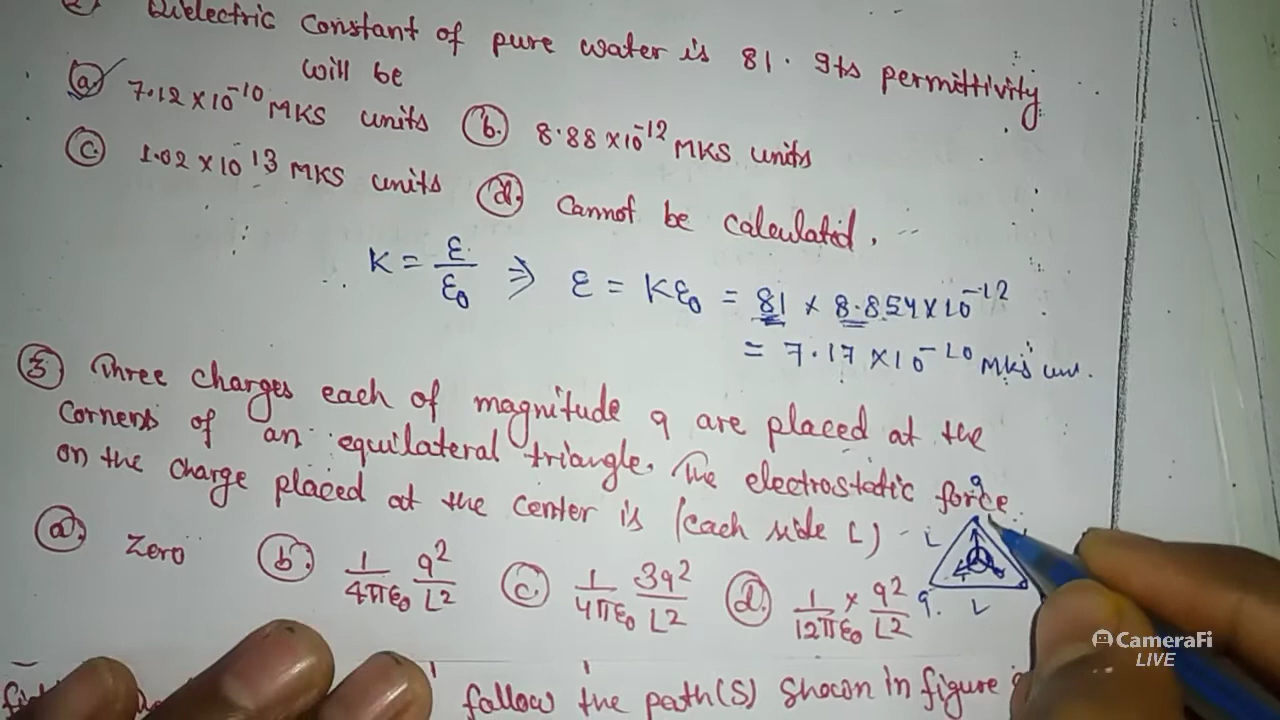 2) Dielectric Constant of pure water is 81. Its permittivity
will be
(a) 7.12 × 10⁻¹⁰ MKS units (b.) 8.88 × 10⁻¹² MKS units
(c.) 1.02 × 10⁻¹³ MKS units (d.) Cannot be calculated.
K = ε/ε₀ ⇒ ε = Kε₀ = 81 × 8.854 × 10⁻¹²
= 7.17 × 10⁻¹⁰ MKS un.
(3) Three charges each of magnitude q are placed at the
corners of an equilateral triangle. The electrostatic force
on the charge placed at the center is (each side L) -
q
L
q. L
(a.) Zero (b.) 1/4πε₀ q²/L² (c) 1/4πε₀ 3q²/L² (d.) 1/12πε₀ × q²/L²
follow the path(s) shown in figure
CameraFi
LIVE